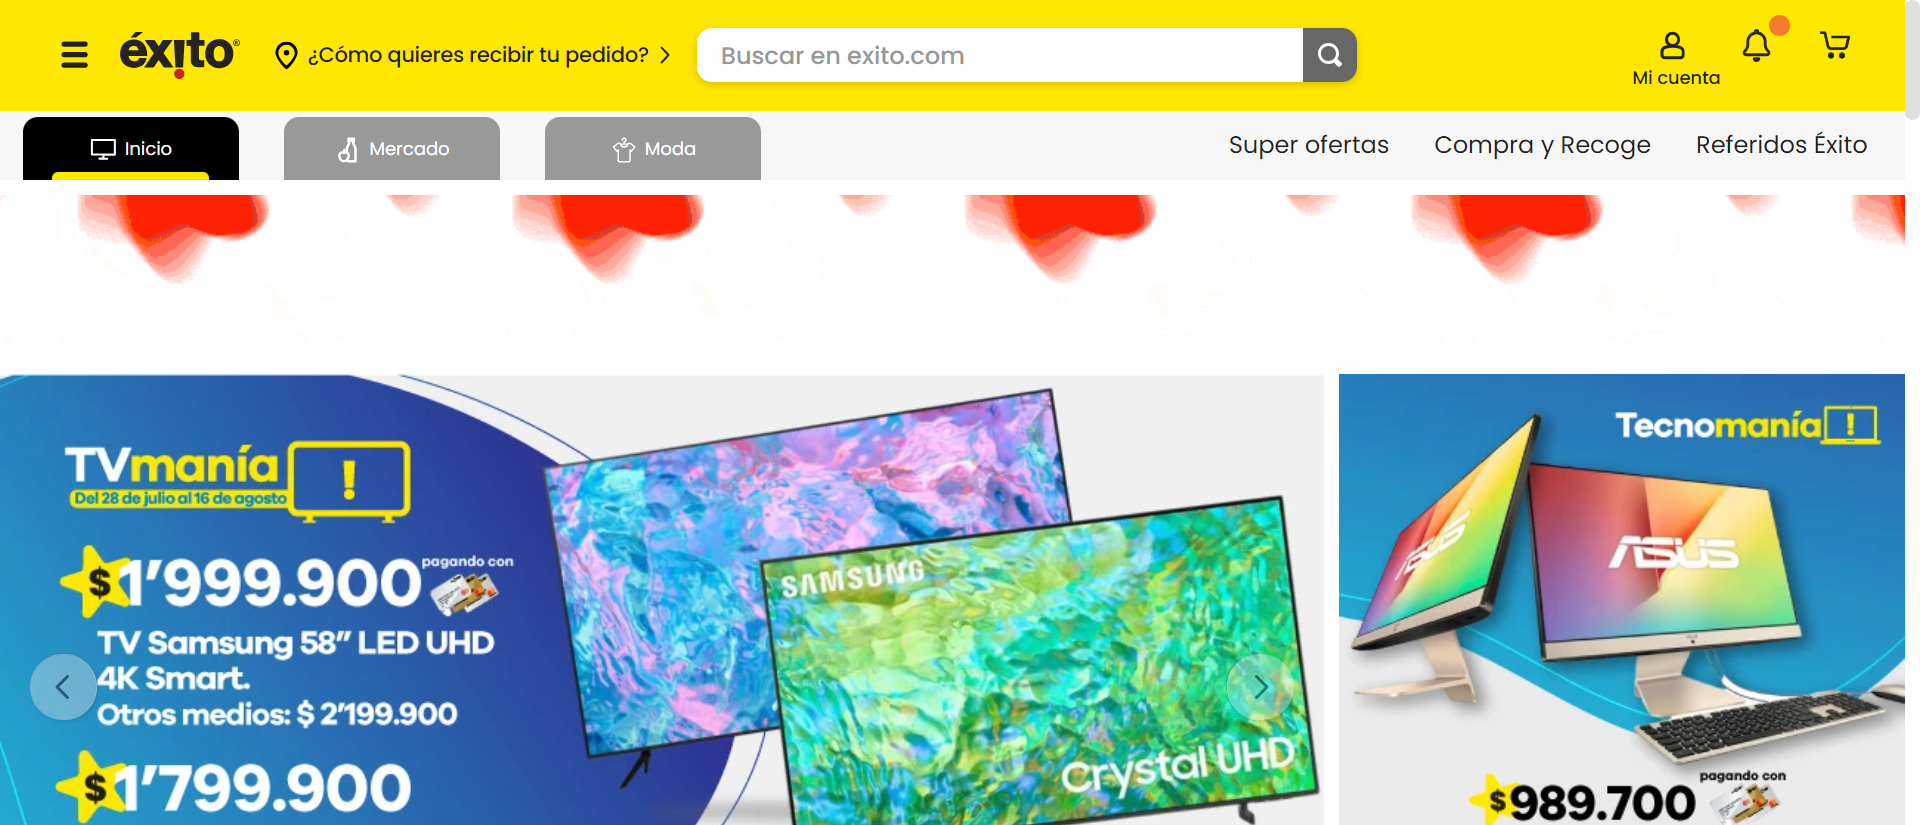 éxito®
¿Cómo quieres recibir tu pedido?
Buscar en exito.com
Mi cuenta
Inicio
Mercado
Moda
Super ofertas
Compra y Recoge
Referidos Éxito
TVmanía!
Del 28 de julio al 16 de agosto
$1'999.900
pagando con
TV Samsung 58” LED UHD
4K Smart.
Otros medios: $ 2'199.900
$1'799.900
SAMSUNG
Crystal UHD
Tecnomanía!
ASUS
ASUS
pagando con
$989.700